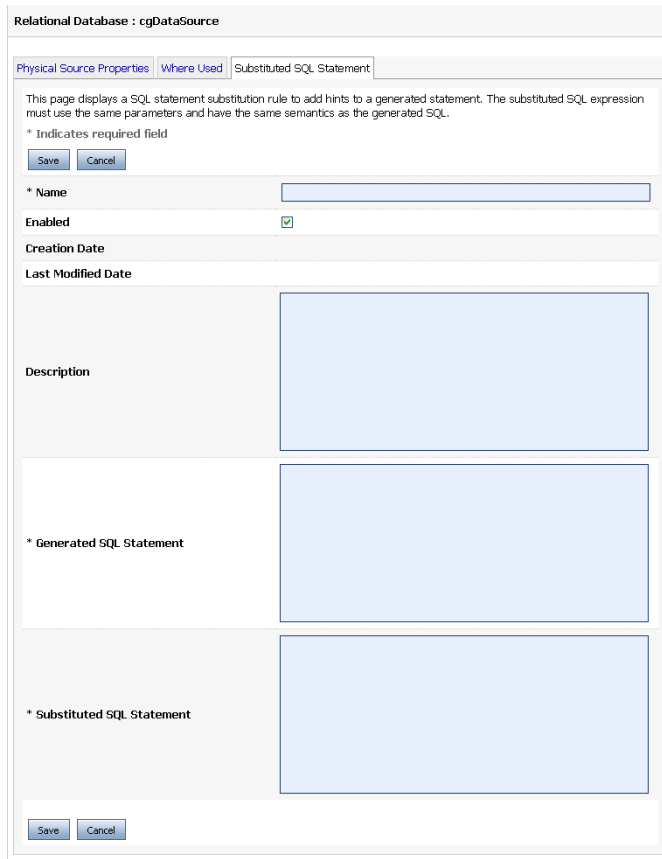 Relational Database : cgDataSource
Physical Source Properties Where Used Substituted SQL Statement
This page displays a SQL statement substitution rule to add hints to a generated statement. The substituted SQL expression
must use the same parameters and have the same semantics as the generated SQL.
* Indicates required field
Save Cancel
* Name
Enabled
Creation Date
Last Modified Date
Description
* Generated SQL Statement
* Substituted SQL Statement
Save Cancel